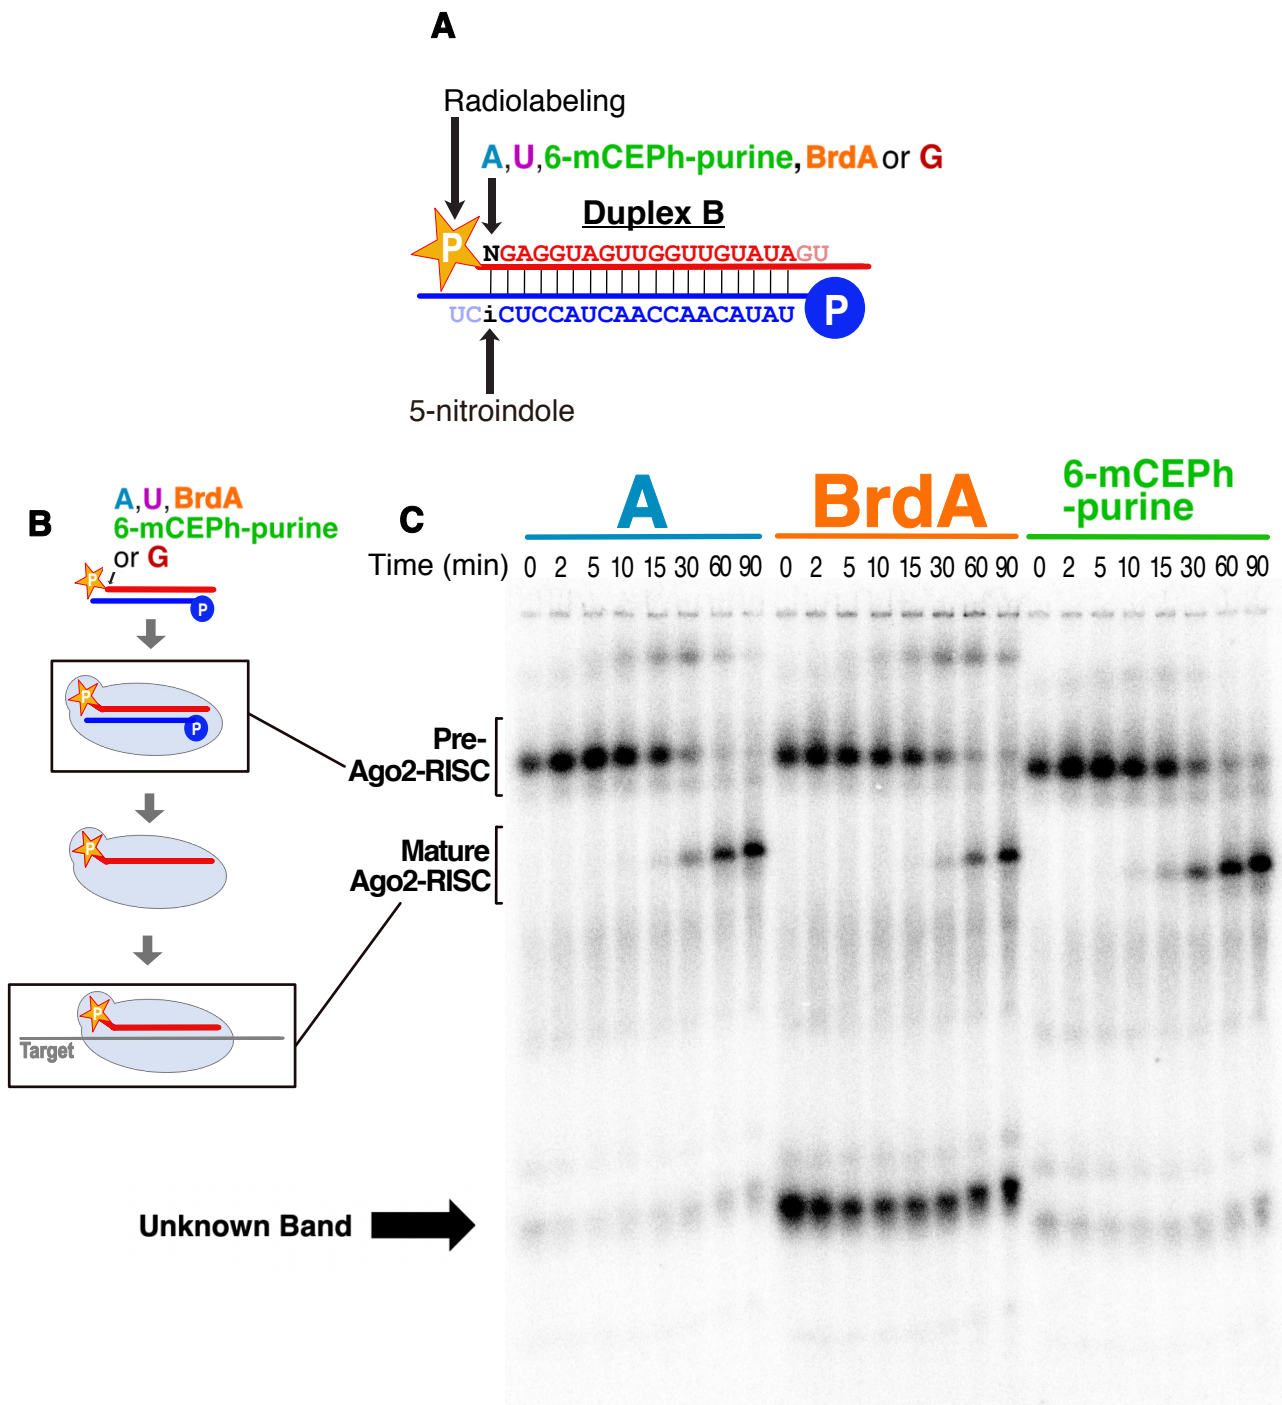 A
Radiolabeling
A,U,6-mCEPh-purine,BrdA or G
Duplex B
P NGAGGUAGUUGGUUGUAUAGU
UCiCUCCAUCAACCAACAUAU P
5-nitroindole
B
A,U,BrdA
6-mCEPh-purine
or G
P
P
P
P
P
P
Target
C
A BrdA 6-mCEPh
-purine
Time (min) 0 2 5 10 15 30 60 90 0 2 5 10 15 30 60 90 0 2 5 10 15 30 60 90
Pre-
Ago2-RISC
Mature
Ago2-RISC
Unknown Band